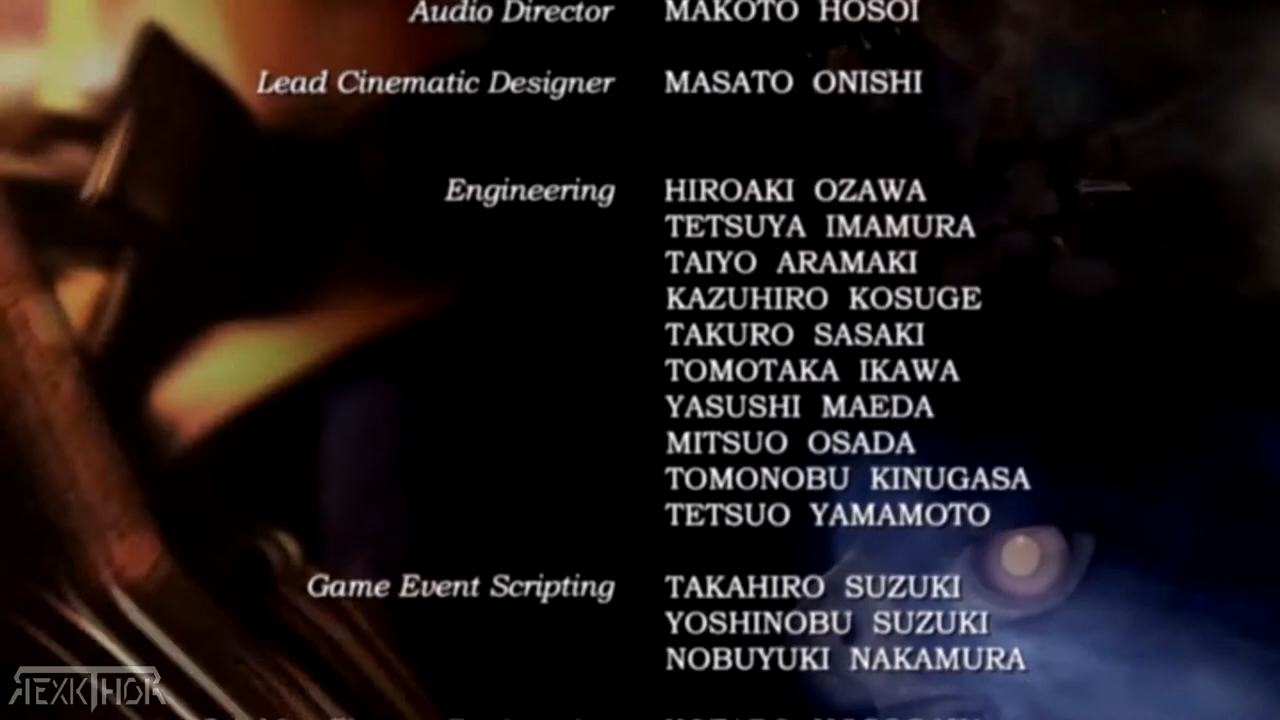 Audio Director MAKOTO HOSOI
Lead Cinematic Designer MASATO ONISHI
Engineering HIROAKI OZAWA
TETSUYA IMAMURA
TAIYO ARAMAKI
KAZUHIRO KOSUGE
TAKURO SASAKI
TOMOTAKA IKAWA
YASUSHI MAEDA
MITSUO OSADA
TOMONOBU KINUGASA
TETSUO YAMAMOTO
Game Event Scripting TAKAHIRO SUZUKI
YOSHINOBU SUZUKI
NOBUYUKI NAKAMURA